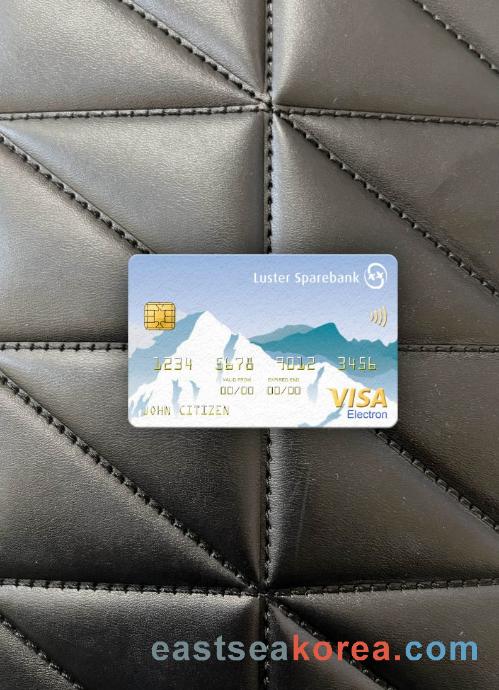 Luster Sparebank
1234 5678 9012 3456
VALID FROM EXPIRES END
00/00 00/00
JOHN CITIZEN
VISA
Electron
eastseakorea.com